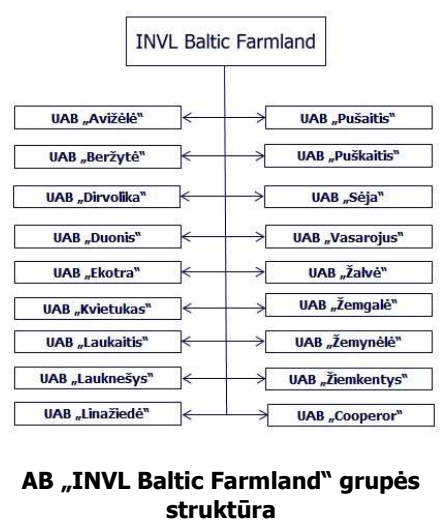 INVL Baltic Farmland
UAB „Avižėlė“
UAB „Pušaitis“
UAB „Beržytė“
UAB „Puškaitis“
UAB „Dirvolika“
UAB „Sėja“
UAB „Duonis“
UAB „Vasarojus“
UAB „Ekotra“
UAB „Žalvė“
UAB „Kvietukas“
UAB „Žemgalė“
UAB „Laukaitis“
UAB „Žemynėlė“
UAB „Lauknešys“
UAB „Žiemkentys“
UAB „Linažiedė“
UAB „Cooperor“
AB „INVL Baltic Farmland“ grupės
struktūra